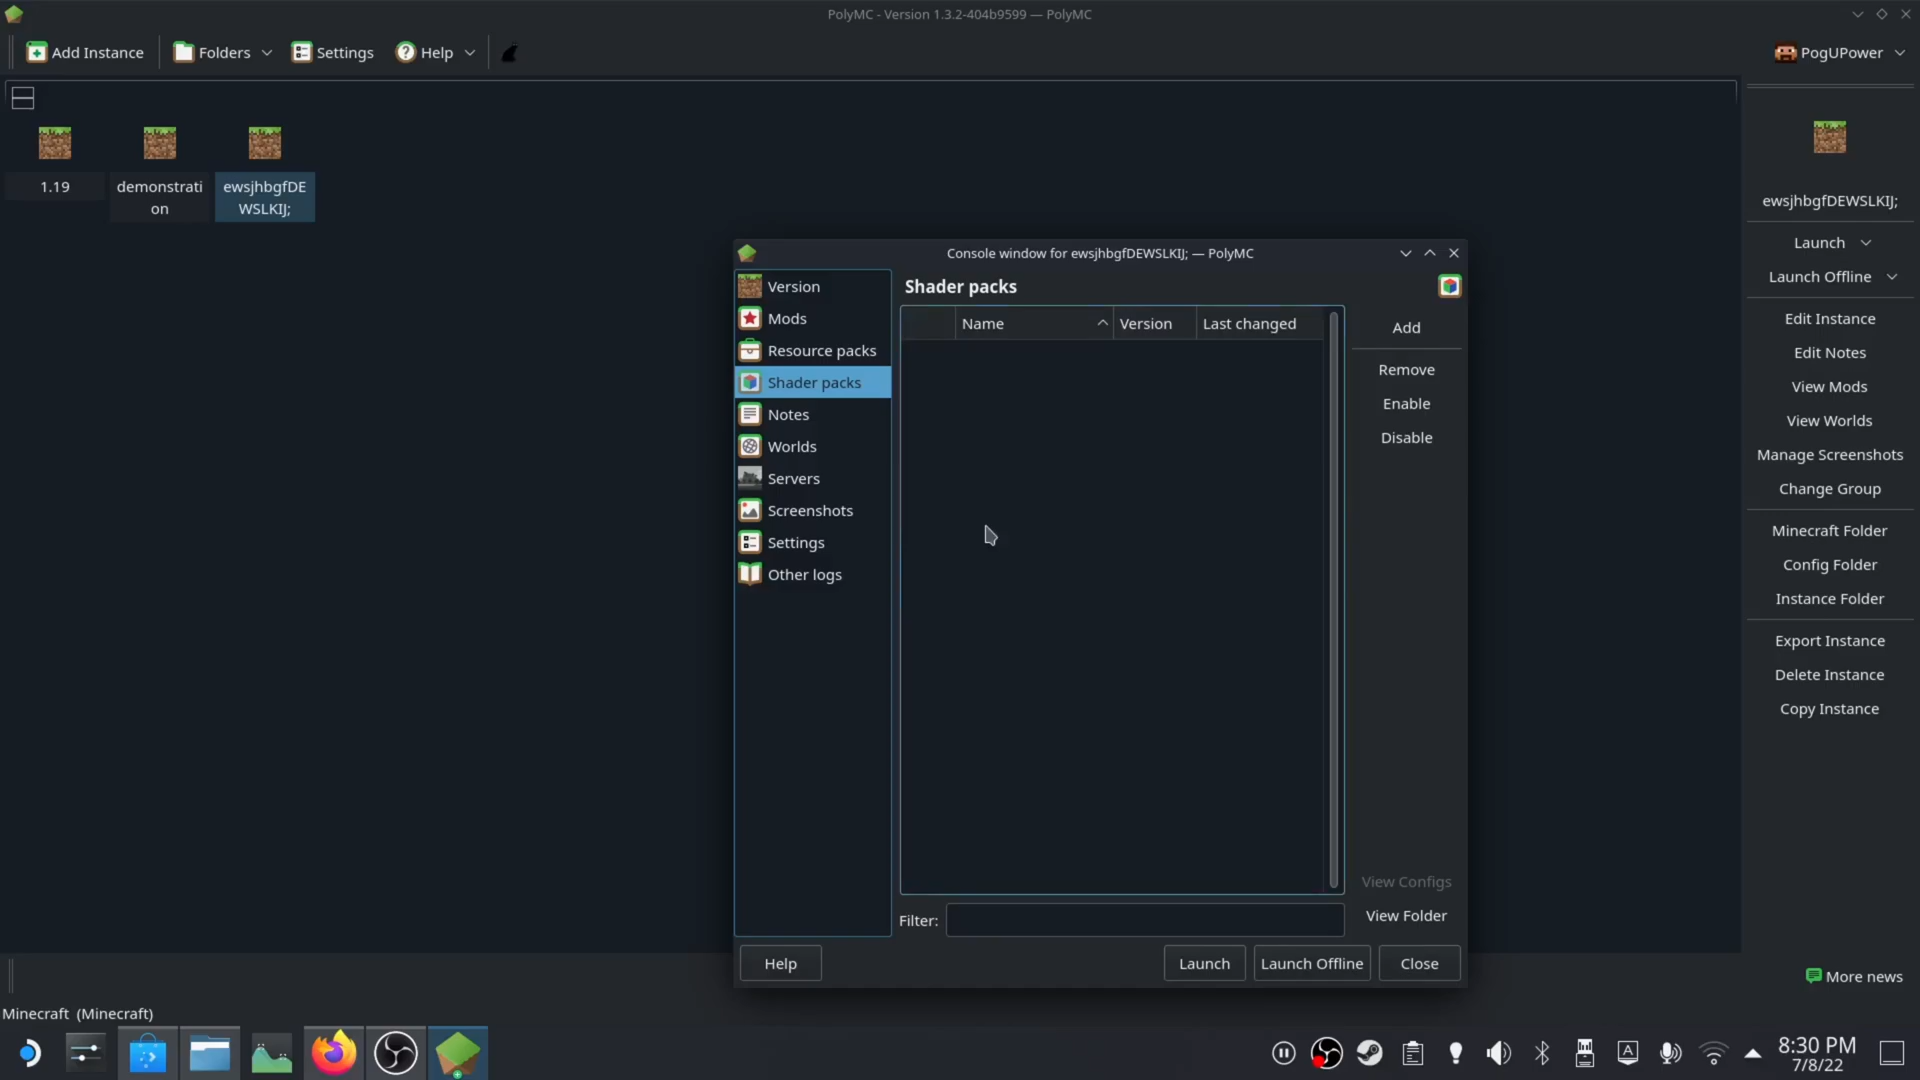 PolyMC - Version 1.3.2-404b9599 — PolyMC
Add Instance
Folders
Settings
Help
PogUPower
1.19
demonstrati
on
ewsjhbgfDE
WSLKIJ;
ewsjhbgfDEWSLKIJ;
Launch
Launch Offline
Edit Instance
Edit Notes
View Mods
View Worlds
Manage Screenshots
Change Group
Minecraft Folder
Config Folder
Instance Folder
Export Instance
Delete Instance
Copy Instance
Console window for ewsjhbgfDEWSLKIJ; — PolyMC
Version
Mods
Resource packs
Shader packs
Notes
Worlds
Servers
Screenshots
Settings
Other logs
Shader packs
Name
Version
Last changed
Add
Remove
Enable
Disable
View Configs
View Folder
Filter:
Help
Launch
Launch Offline
Close
More news
Minecraft (Minecraft)
A
8:30 PM
7/8/22